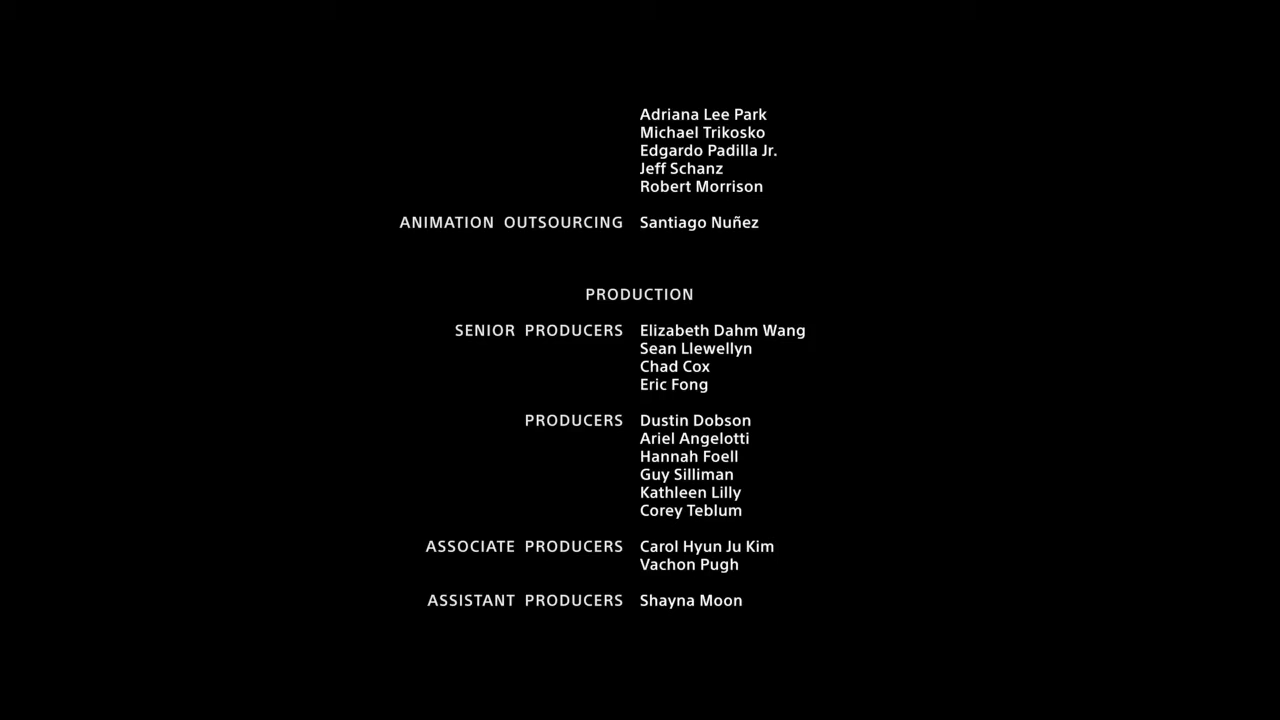 Adriana Lee Park
Michael Trikosko
Edgardo Padilla Jr.
Jeff Schanz
Robert Morrison
ANIMATION OUTSOURCING Santiago Nuñez
PRODUCTION
SENIOR PRODUCERS Elizabeth Dahm Wang
Sean Llewellyn
Chad Cox
Eric Fong
PRODUCERS Dustin Dobson
Ariel Angelotti
Hannah Foell
Guy Silliman
Kathleen Lilly
Corey Teblum
ASSOCIATE PRODUCERS Carol Hyun Ju Kim
Vachon Pugh
ASSISTANT PRODUCERS Shayna Moon